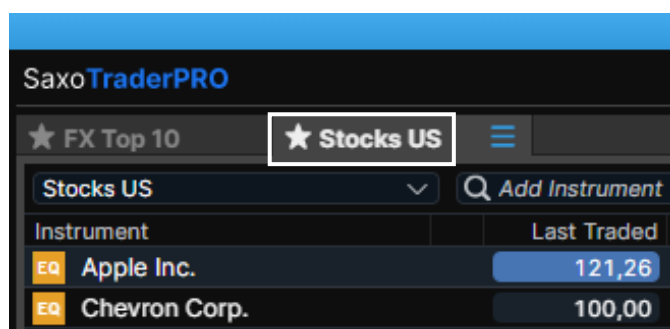 SaxoTraderPRO
FX Top 10 Stocks US
Stocks US Add Instrument
Instrument Last Traded
EQ Apple Inc. 121,26
EQ Chevron Corp. 100,00